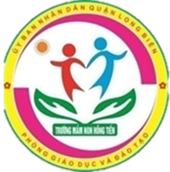 ỦY BAN NHÂN DÂN QUẬN LONG BIÊN
TRƯỜNG MẦM NON HỒNG TIẾN
PHÒNG GIÁO DỤC VÀ ĐÀO TẠO